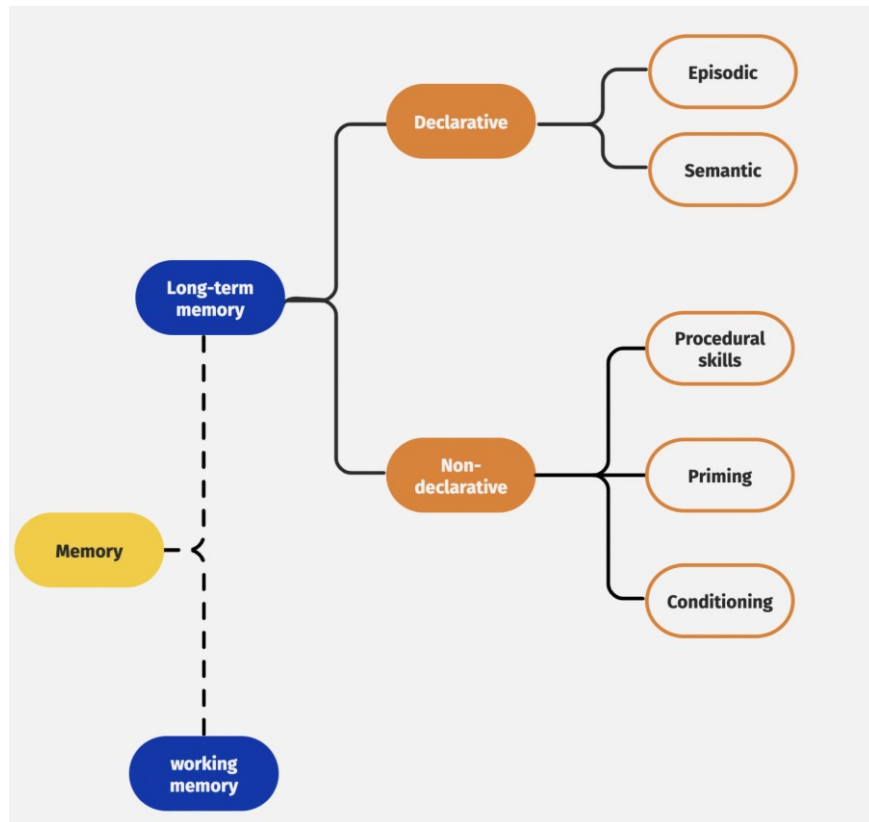 Episodic
Declarative
Semantic
Long-term
memory
Procedural
skills
Non-
declarative
Priming
Memory
Conditioning
working
memory